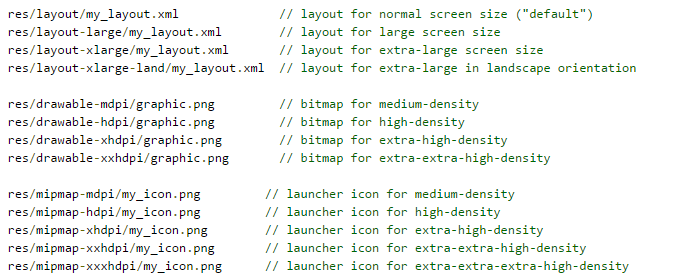 res/layout/my_layout.xml // layout for normal screen size ("default")
res/layout-large/my_layout.xml // layout for large screen size
res/layout-xlarge/my_layout.xml // layout for extra-large screen size
res/layout-xlarge-land/my_layout.xml // layout for extra-large in landscape orientation
res/drawable-mdpi/graphic.png // bitmap for medium-density
res/drawable-hdpi/graphic.png // bitmap for high-density
res/drawable-xhdpi/graphic.png // bitmap for extra-high-density
res/drawable-xxhdpi/graphic.png // bitmap for extra-extra-high-density
res/mipmap-mdpi/my_icon.png // launcher icon for medium-density
res/mipmap-hdpi/my_icon.png // launcher icon for high-density
res/mipmap-xhdpi/my_icon.png // launcher icon for extra-high-density
res/mipmap-xxhdpi/my_icon.png // launcher icon for extra-extra-high-density
res/mipmap-xxxhdpi/my_icon.png // launcher icon for extra-extra-extra-high-density